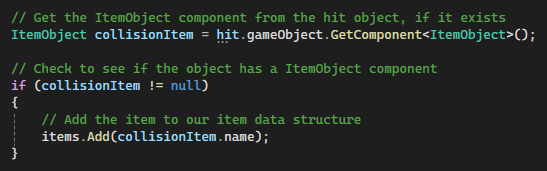 // Get the ItemObject component from the hit object, if it exists
ItemObject collisionItem = hit.gameObject.GetComponent<ItemObject>();
// Check to see if the object has a ItemObject component
if (collisionItem != null)
{
// Add the item to our item data structure
items.Add(collisionItem.name);
}